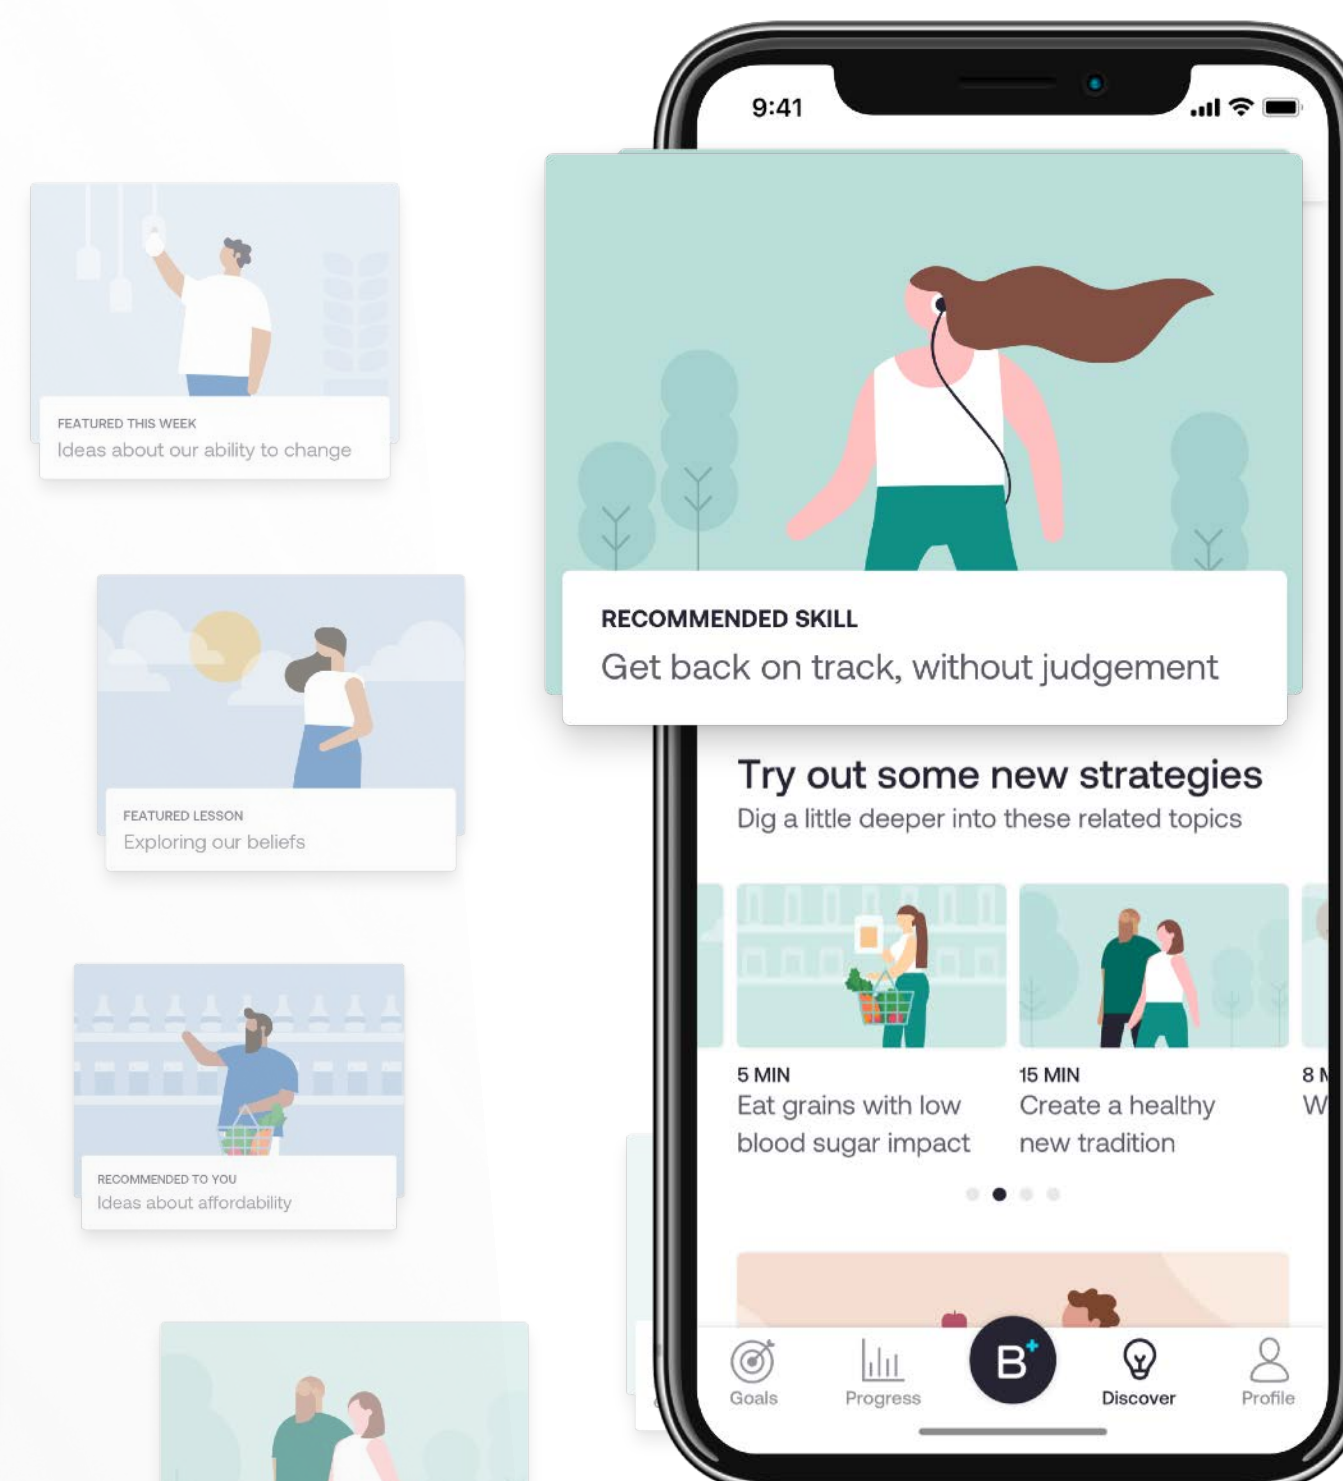 9:41
FEATURED THIS WEEK
Ideas about our ability to change
FEATURED LESSON
Exploring our beliefs
RECOMMENDED TO YOU
Ideas about affordability
RECOMMENDED SKILL
Get back on track, without judgement
Try out some new strategies
Dig a little deeper into these related topics
5 MIN
Eat grains with low
blood sugar impact
15 MIN
Create a healthy
new tradition
8
Goals
Progress
B+
Discover
Profile